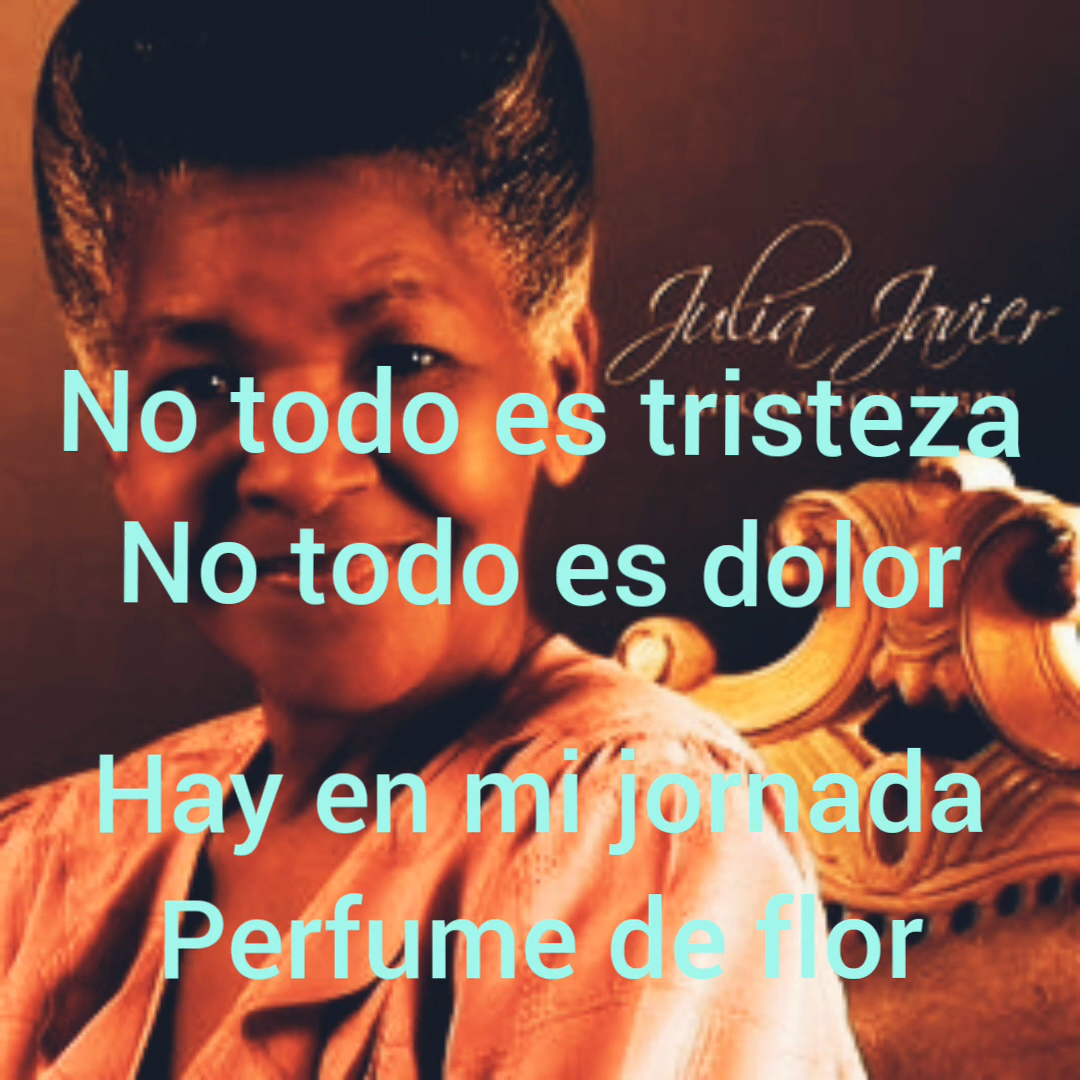 Julia Javier
No todo es tristeza
No todo es dolor
Hay en mi jornada
Perfume de flor